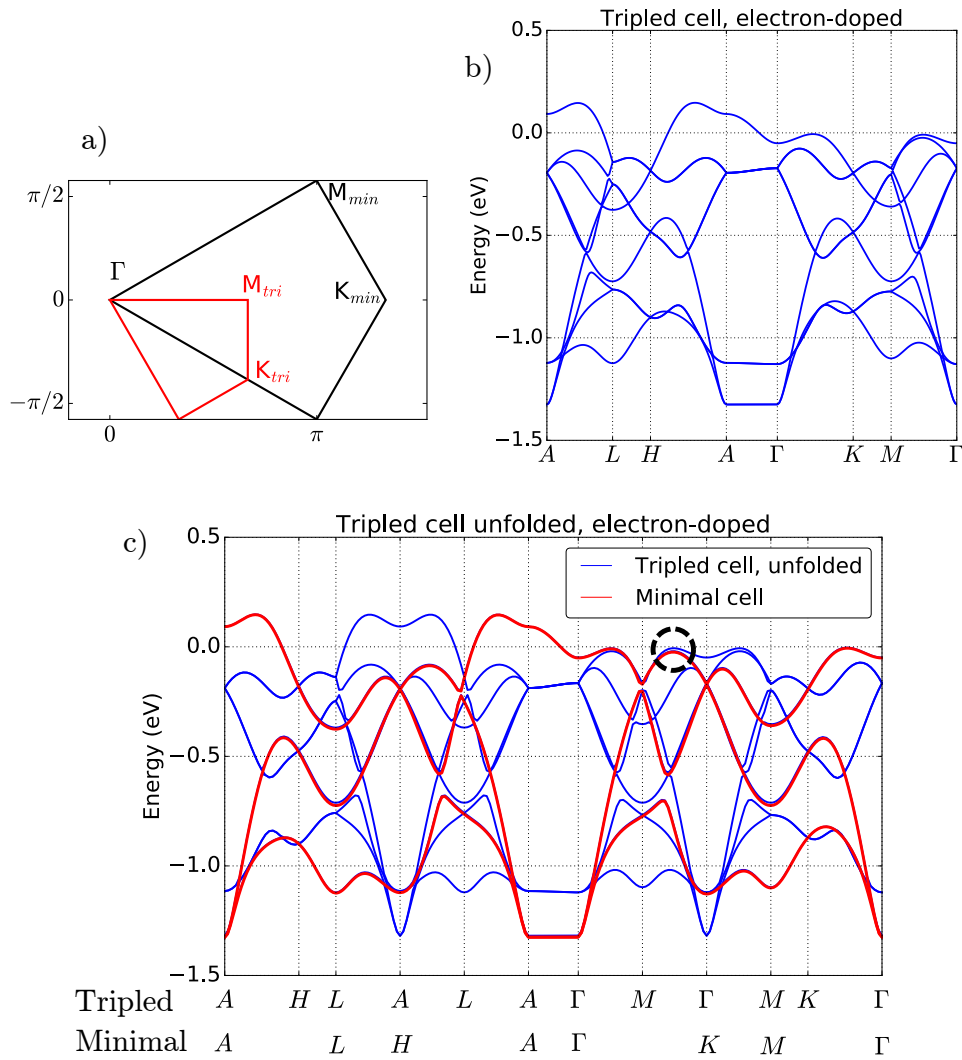 Tripled cell, electron-doped
b)
0.5
0.0
−0.5
−1.0
−1.5
Energy (eV)
A L H A Γ K M Γ
a)
π/2
0
−π/2
0 π
Γ
M_min
K_min
M_tri
K_tri
Tripled cell unfolded, electron-doped
c)
0.5
0.0
−0.5
−1.0
−1.5
Energy (eV)
Tripled cell, unfolded
Minimal cell
Tripled A H L A L A Γ M Γ M K Γ
Minimal A L H A Γ K M Γ